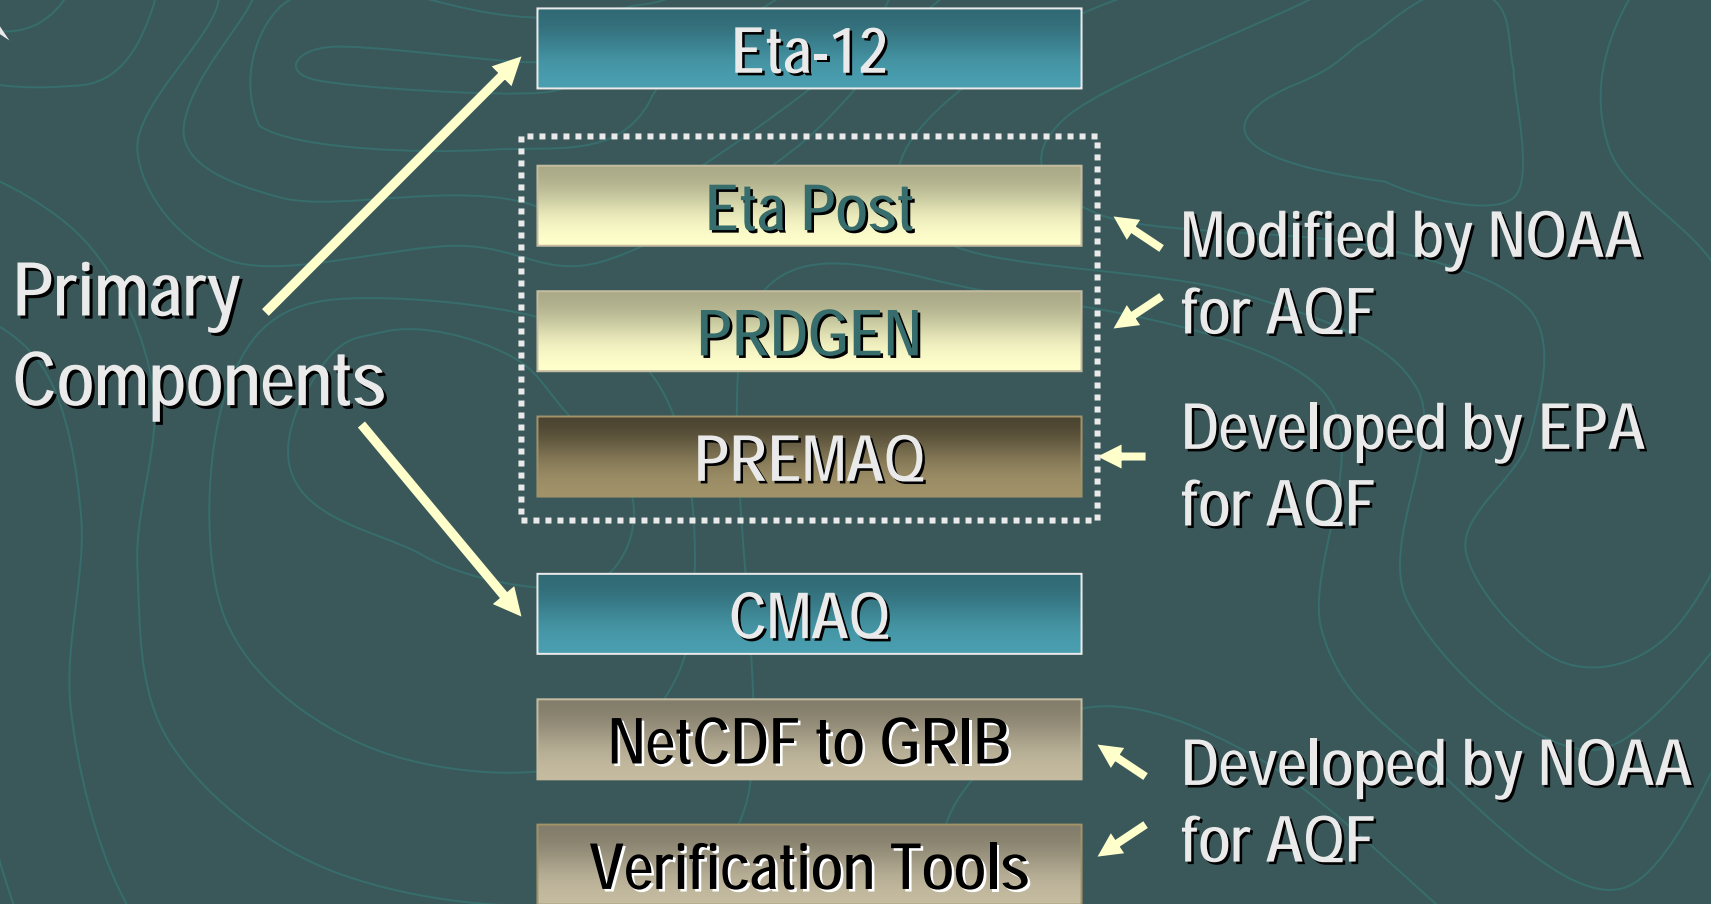 Eta-12
Eta Post
PRDGEN
PREMAQ
CMAQ
NetCDF to GRIB
Verification Tools
Primary
Components
Modified by NOAA
for AQF
Developed by EPA
for AQF
Developed by NOAA
for AQF